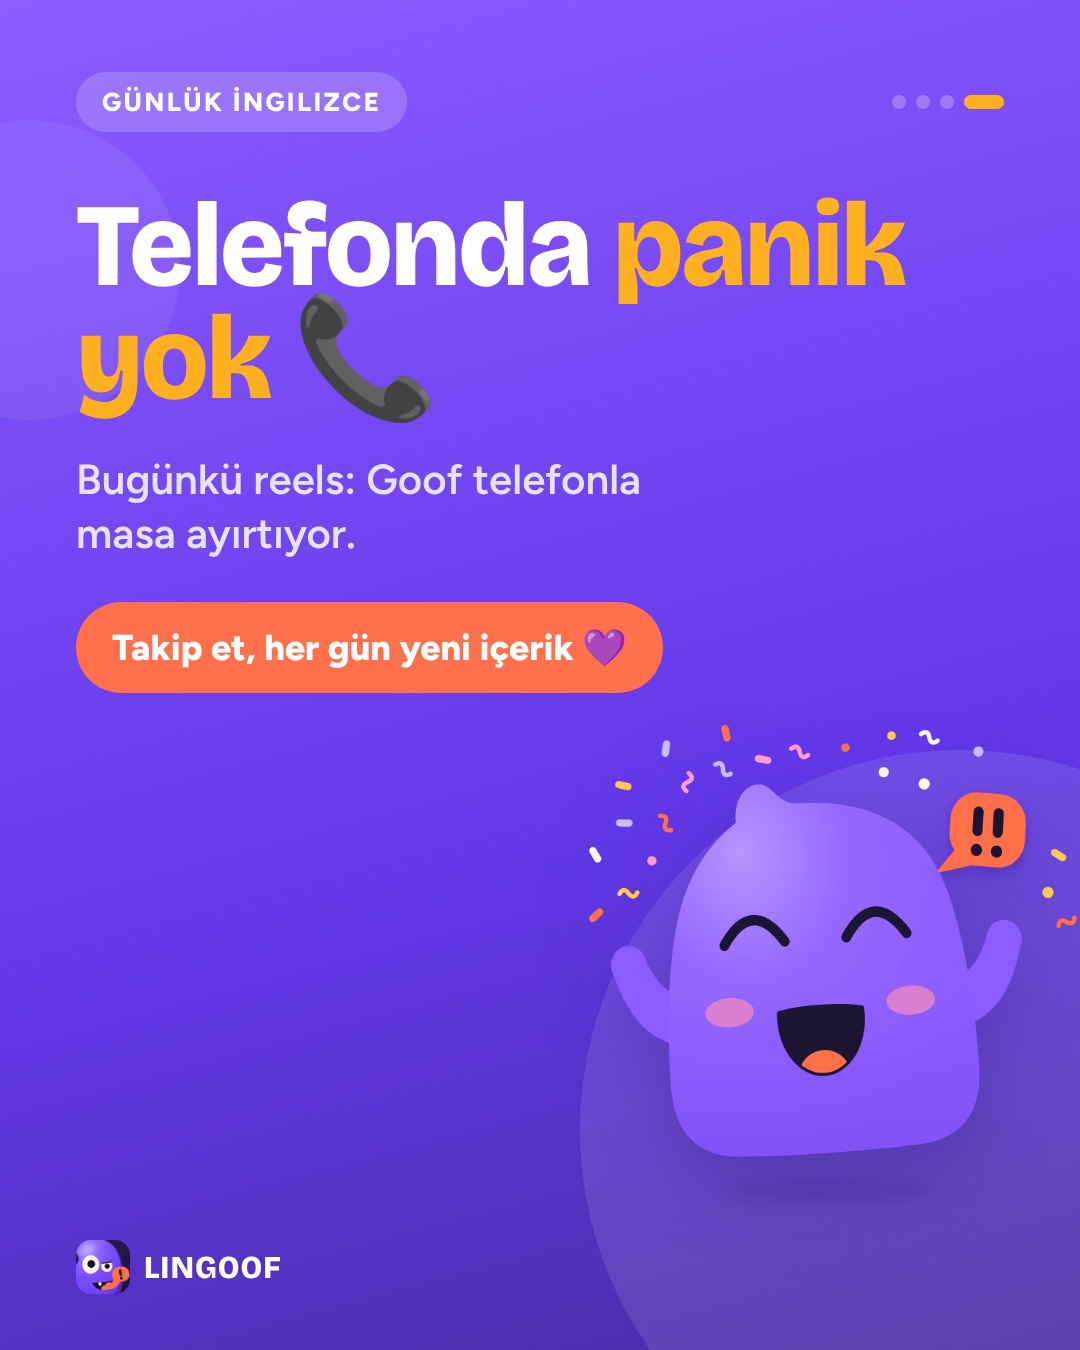 GÜNLÜK İNGILIZCE
Telefonda panik
yok 📞
Bugünkü reels: Goof telefonla
masa ayırtıyor.
Takip et, her gün yeni içerik 💜
!!
LINGOOF